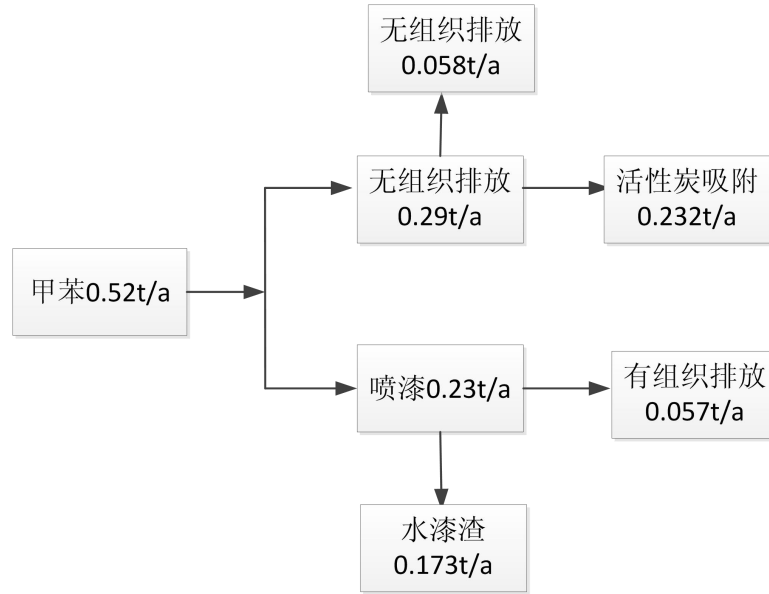 无组织排放
0.058t/a
无组织排放
0.29t/a
活性炭吸附
0.232t/a
甲苯0.52t/a
喷漆0.23t/a
有组织排放
0.057t/a
水漆渣
0.173t/a